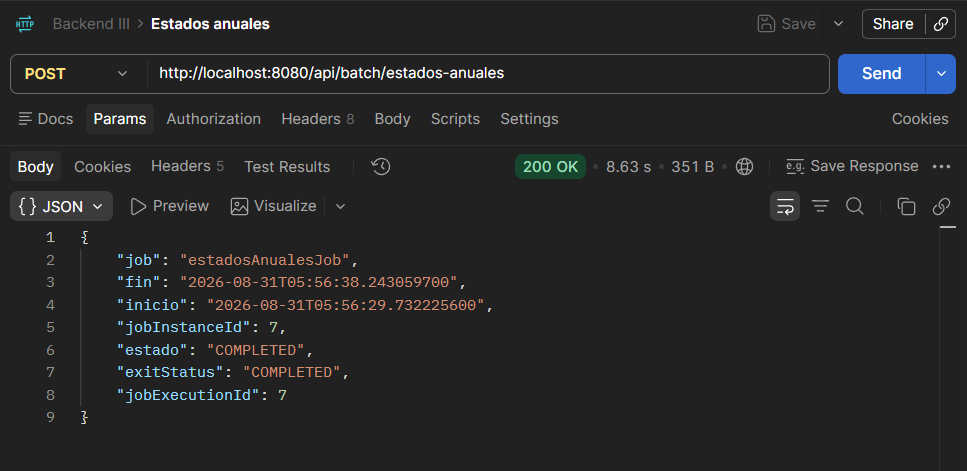 HTTP Backend III > Estados anuales Save Share
POST http://localhost:8080/api/batch/estados-anuales Send
Docs Params Authorization Headers 8 Body Scripts Settings Cookies
Body Cookies Headers 5 Test Results 200 OK • 8.63 s • 351 B • e.g. Save Response •••
{} JSON Preview Visualize
1 {
2 "job": "estadosAnualesJob",
3 "fin": "2026-08-31T05:56:38.243059700",
4 "inicio": "2026-08-31T05:56:29.732225600",
5 "jobInstanceId": 7,
6 "estado": "COMPLETED",
7 "exitStatus": "COMPLETED",
8 "jobExecutionId": 7
9 }